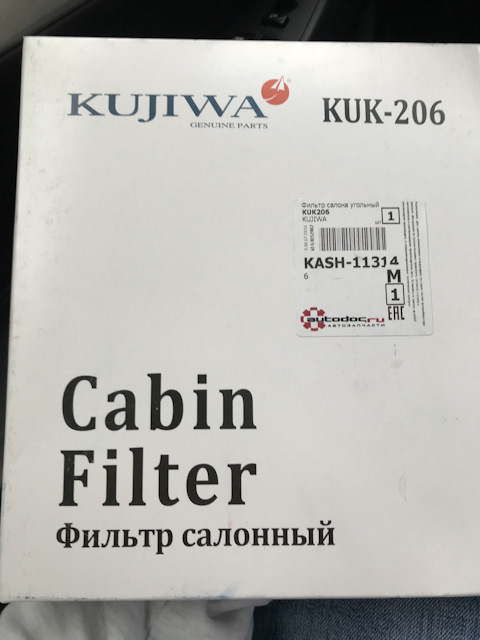 KUJIWA
GENUINE PARTS
KUK-206
Фильтр салона угольный
KUK206
KUJIWA
шт
1
KASH-11314
6
M
1
EAC
autodoc.ru
АВТОЗАПЧАСТИ
Cabin
Filter
Фильтр салонный